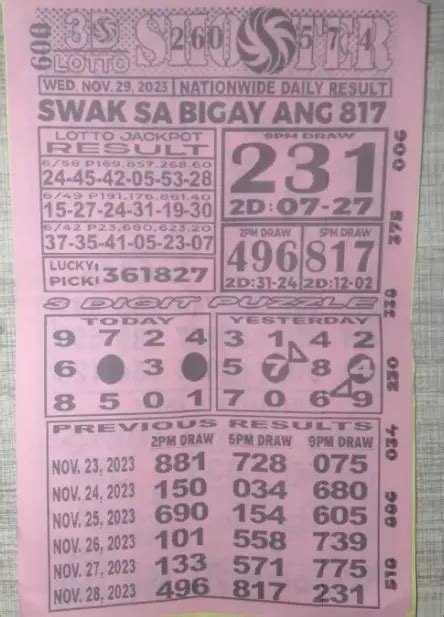 600
3S LOTTO
SHOOTER
260 574
WED. NOV. 29, 2023 NATIONWIDE DAILY RESULT
SWAK SA BIGAY ANG 817
LOTTO JACKPOT
RESULT
6/58 P169,857,268.60
24-45-42-05-53-28
6/49 P191,176,861.40
15-27-24-31-19-30
6/42 P23,680,623.20
37-35-41-05-23-07
LUCKY PICK: 361827
9PM DRAW
231
2D:07-27
2PM DRAW
496
2D:31-24
5PM DRAW
817
2D:12-02
3 DIGIT PUZZLE
TODAY
9 7 2 4
6 3
8 5 0 1
YESTERDAY
3 1 4 2
5 7 8 4
7 0 6 9
PREVIOUS RESULTS
2PM DRAW 5PM DRAW 9PM DRAW
NOV. 23, 2023 881 728 075
NOV. 24, 2023 150 034 680
NOV. 25, 2023 690 154 605
NOV. 26, 2023 101 558 739
NOV. 27, 2023 133 571 775
NOV. 28, 2023 496 817 231
034
510